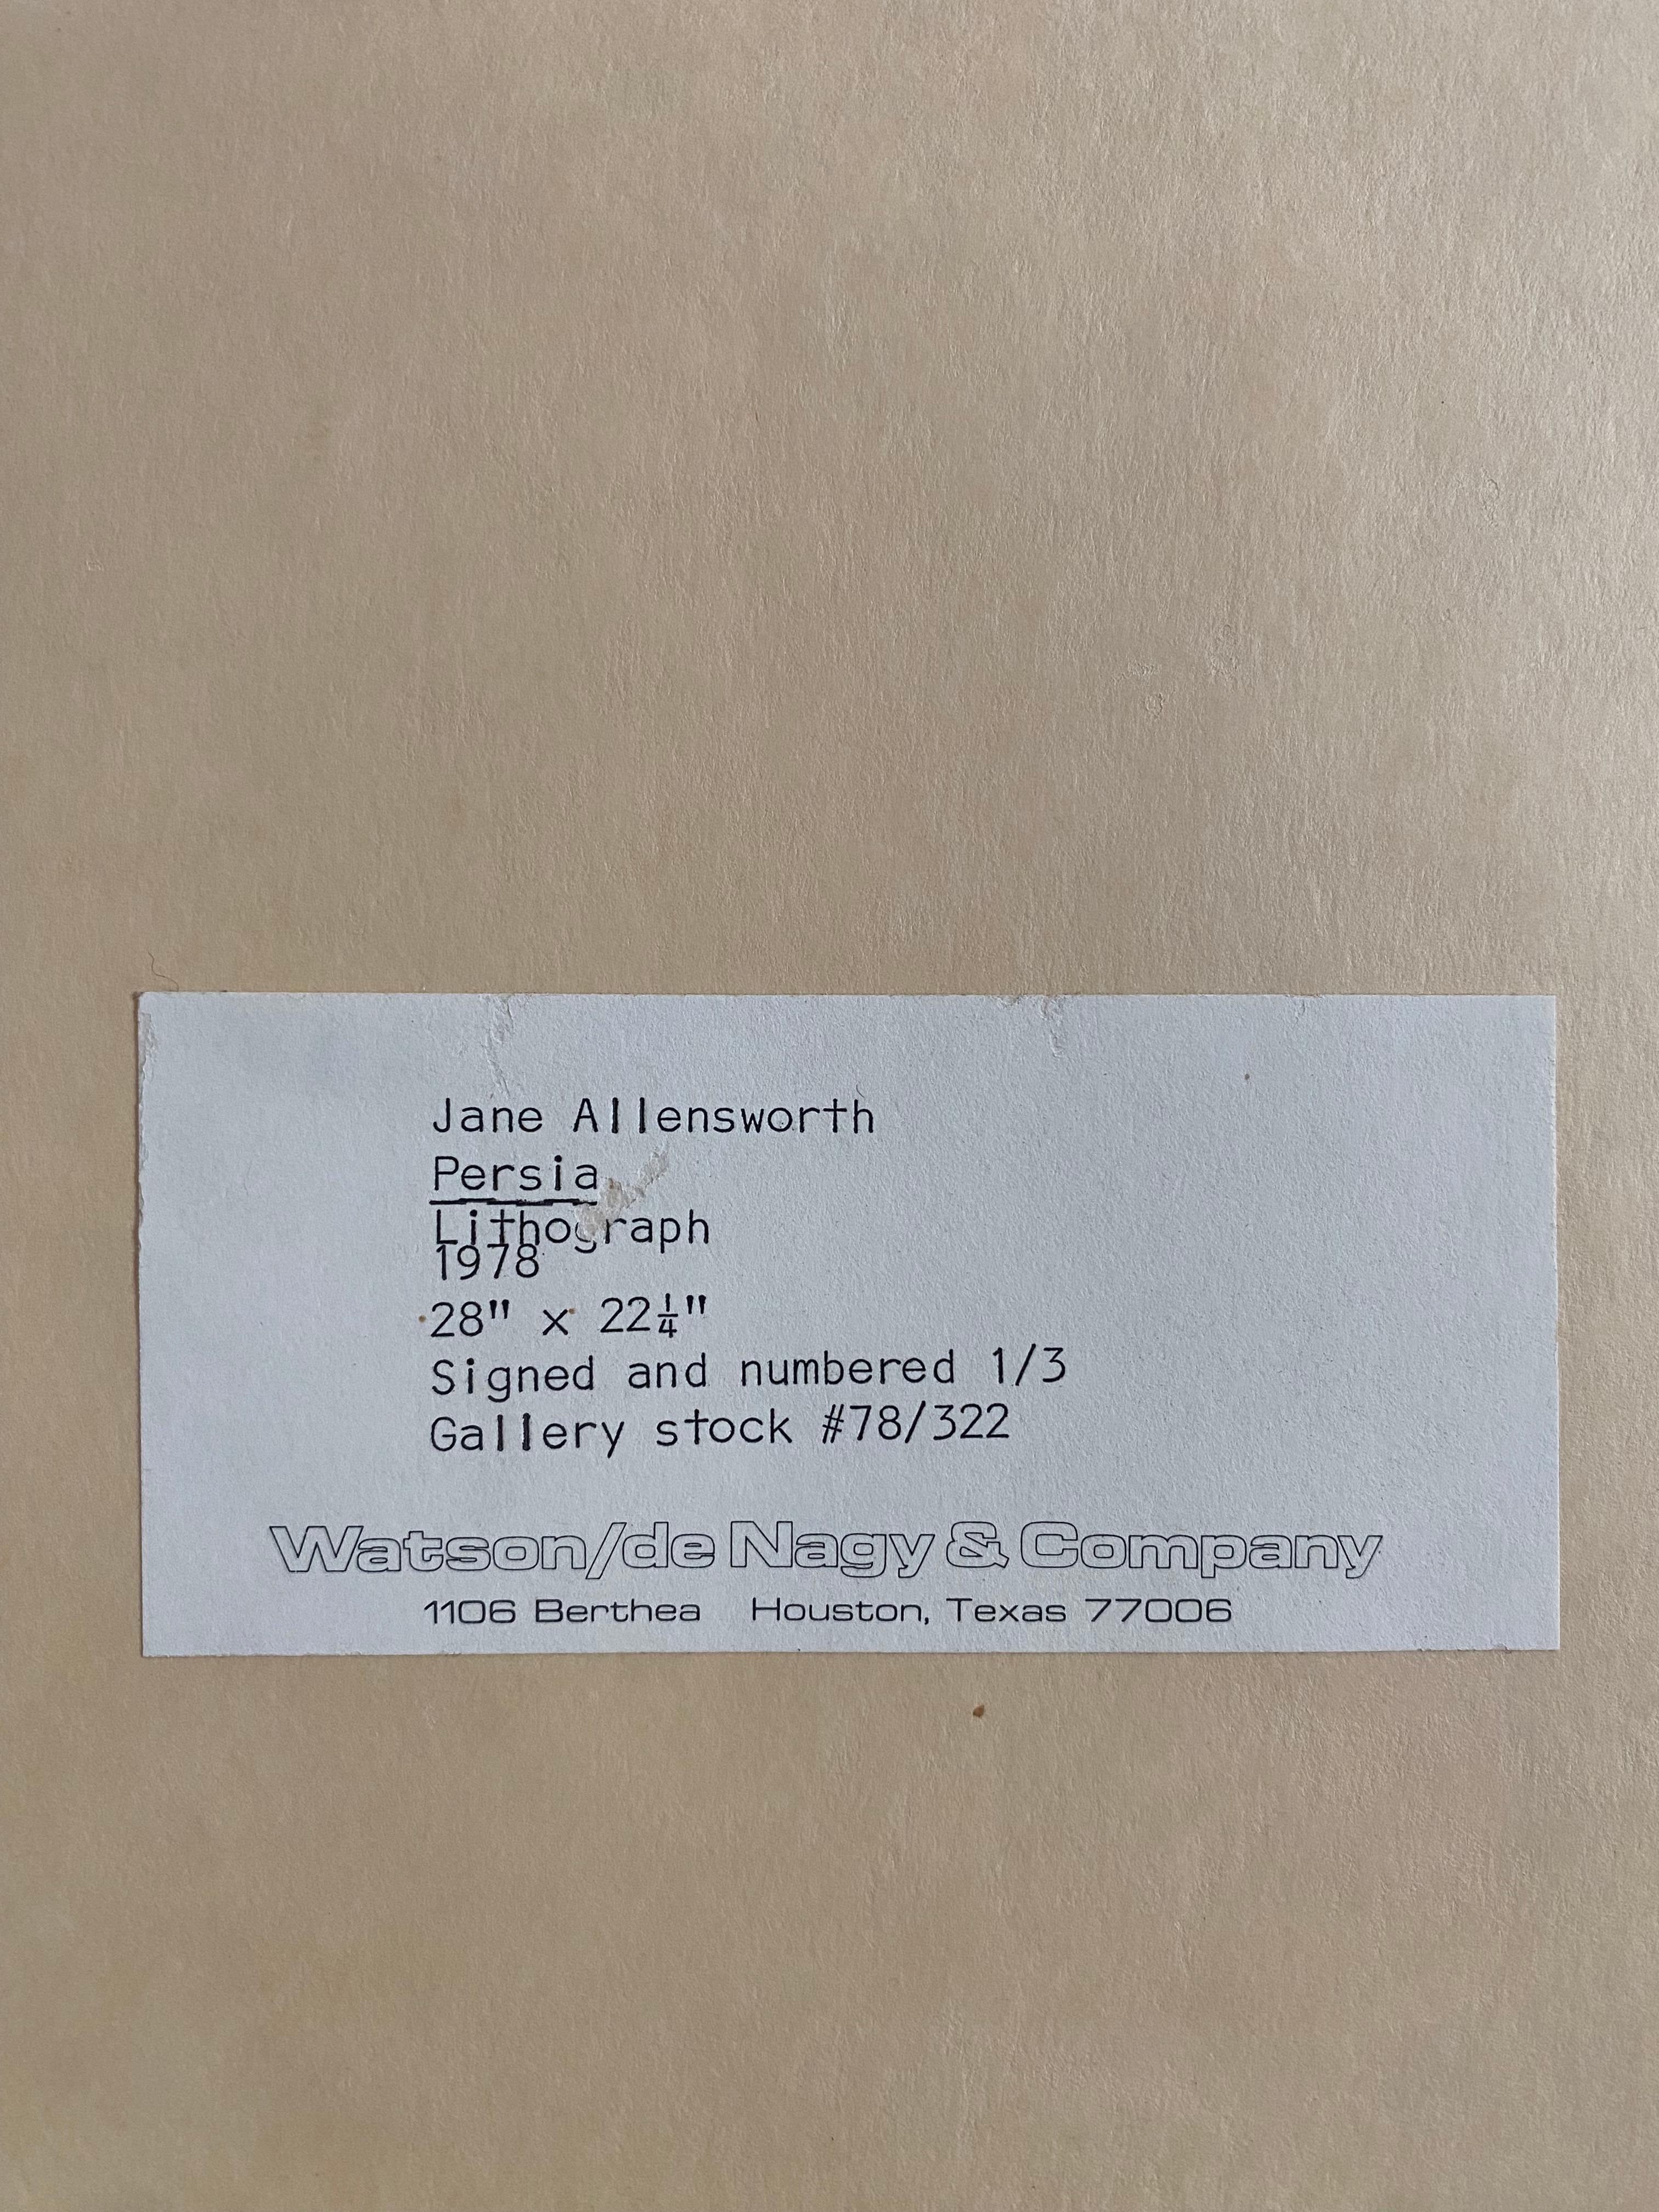 Jane Allensworth
Persia
Lithograph
1978
28" x 22¼"
Signed and numbered 1/3
Gallery stock #78/322
Watson/de Nagy & Company
1106 Berthea Houston, Texas 77006